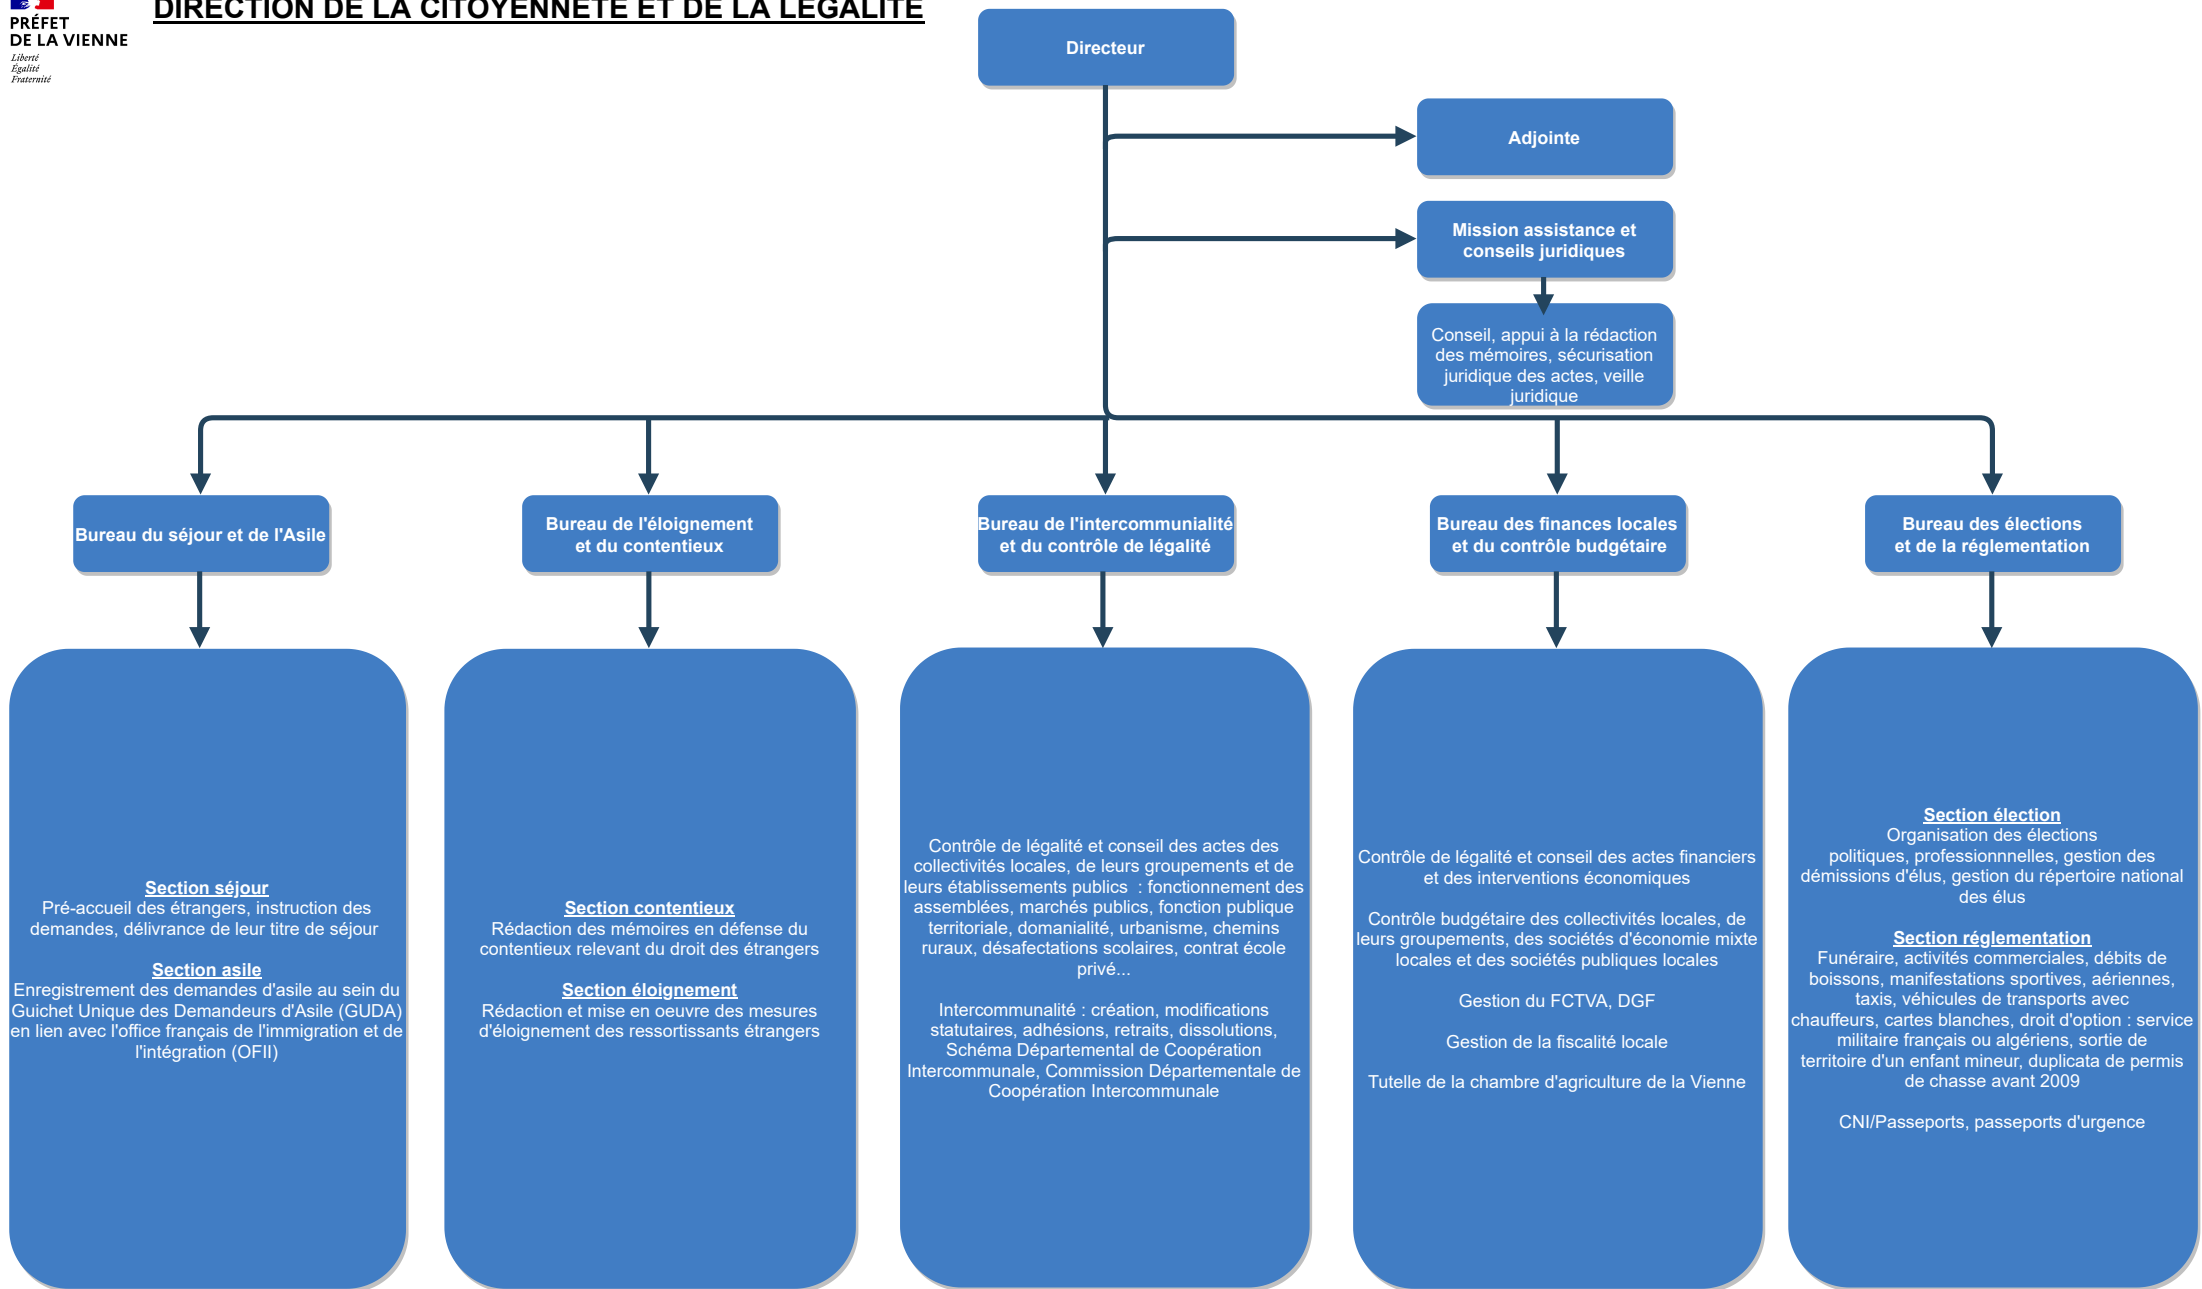 DIRECTION DE LA CITOYENNETE ET DE LA LEGALITE
PRÉFET
DE LA VIENNE
Liberté
Égalité
Fraternité
Directeur
Adjointe
Mission assistance et
conseils juridiques
Conseil, appui à la rédaction
des mémoires, sécurisation
juridique des actes, veille
juridique
Bureau du séjour et de l'Asile
Bureau de l'éloignement
et du contentieux
Bureau de l'intercommunialité
et du contrôle de légalité
Bureau des finances locales
et du contrôle budgétaire
Bureau des élections
et de la réglementation
Section séjour
Pré-accueil des étrangers, instruction des
demandes, délivrance de leur titre de séjour
Section asile
Enregistrement des demandes d'asile au sein du
Guichet Unique des Demandeurs d'Asile (GUDA)
en lien avec l'office français de l'immigration et de
l'intégration (OFII)
Section contentieux
Rédaction des mémoires en défense du
contentieux relevant du droit des étrangers
Section éloignement
Rédaction et mise en oeuvre des mesures
d'éloignement des ressortissants étrangers
Contrôle de légalité et conseil des actes des
collectivités locales, de leurs groupements et de
leurs établissements publics  : fonctionnement des
assemblées, marchés publics, fonction publique
territoriale, domanialité, urbanisme, chemins
ruraux, désafectations scolaires, contrat école
privé...
Intercommunalité : création, modifications
statutaires, adhésions, retraits, dissolutions,
Schéma Départemental de Coopération
Intercommunale, Commission Départementale de
Coopération Intercommunale
Contrôle de légalité et conseil des actes financiers
et des interventions économiques
Contrôle budgétaire des collectivités locales, de
leurs groupements, des sociétés d'économie mixte
locales et des sociétés publiques locales
Gestion du FCTVA, DGF
Gestion de la fiscalité locale
Tutelle de la chambre d'agriculture de la Vienne
Section élection
Organisation des élections
politiques, professionnnelles, gestion des
démissions d'élus, gestion du répertoire national
des élus
Section réglementation
Funéraire, activités commerciales, débits de
boissons, manifestations sportives, aériennes,
taxis, véhicules de transports avec
chauffeurs, cartes blanches, droit d'option : service
militaire français ou algériens, sortie de
territoire d'un enfant mineur, duplicata de permis
de chasse avant 2009
CNI/Passeports, passeports d'urgence